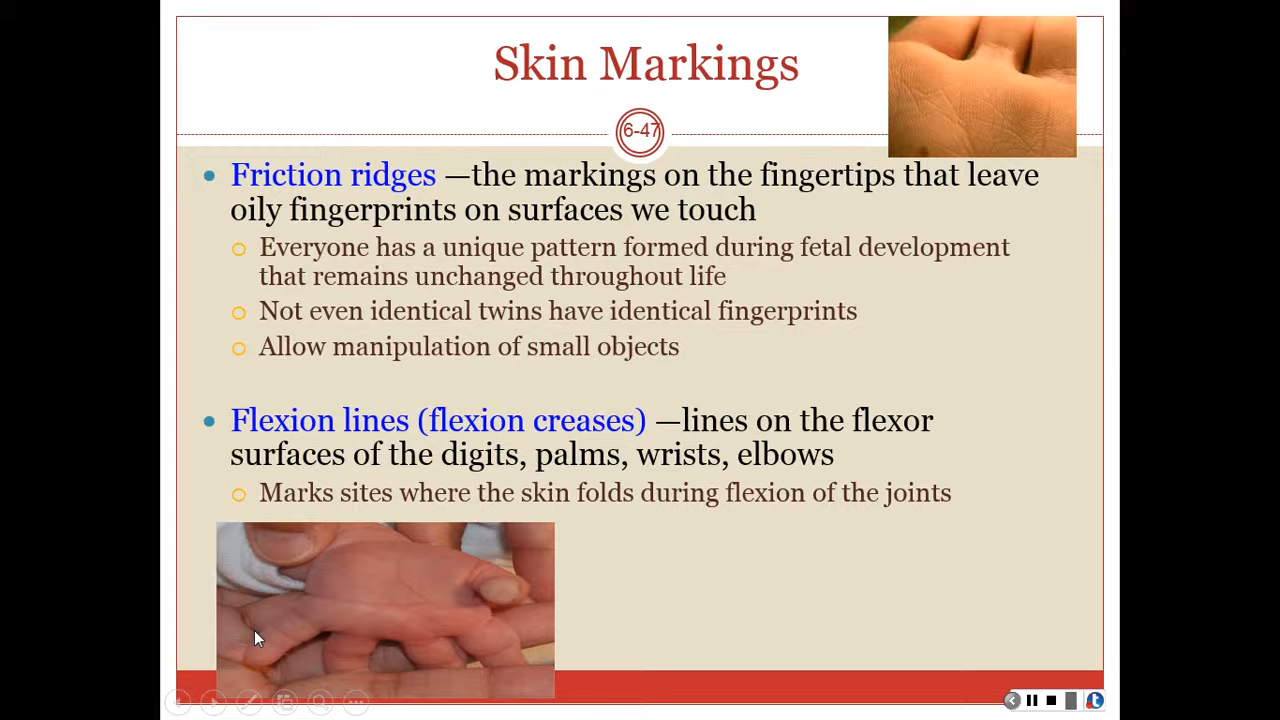 Skin Markings
6-47
• Friction ridges —the markings on the fingertips that leave
oily fingerprints on surfaces we touch
○ Everyone has a unique pattern formed during fetal development
that remains unchanged throughout life
○ Not even identical twins have identical fingerprints
○ Allow manipulation of small objects
• Flexion lines (flexion creases) —lines on the flexor
surfaces of the digits, palms, wrists, elbows
○ Marks sites where the skin folds during flexion of the joints